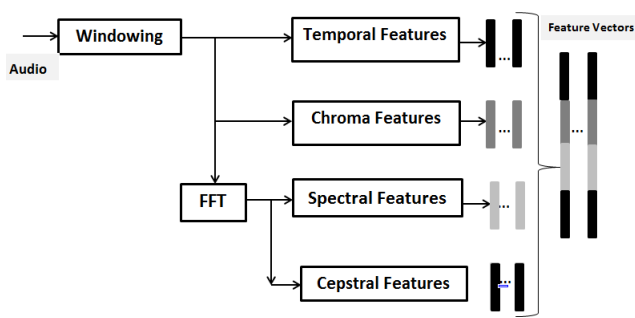 Windowing
Audio
Temporal Features
...
Feature Vectors
...
Chroma Features
...
FFT
Spectral Features
...
Cepstral Features
...